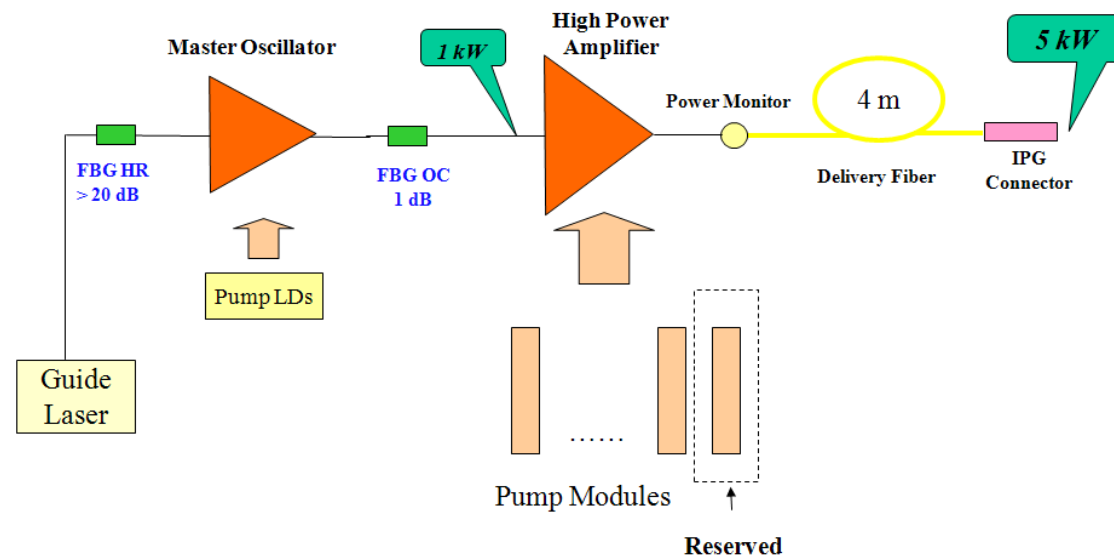 High Power
Amplifier
Master Oscillator
1 kW
5 kW
Power Monitor
4 m
FBG HR
> 20 dB
FBG OC
1 dB
Delivery Fiber
IPG
Connector
Pump LDs
Guide
Laser
......
Pump Modules
Reserved